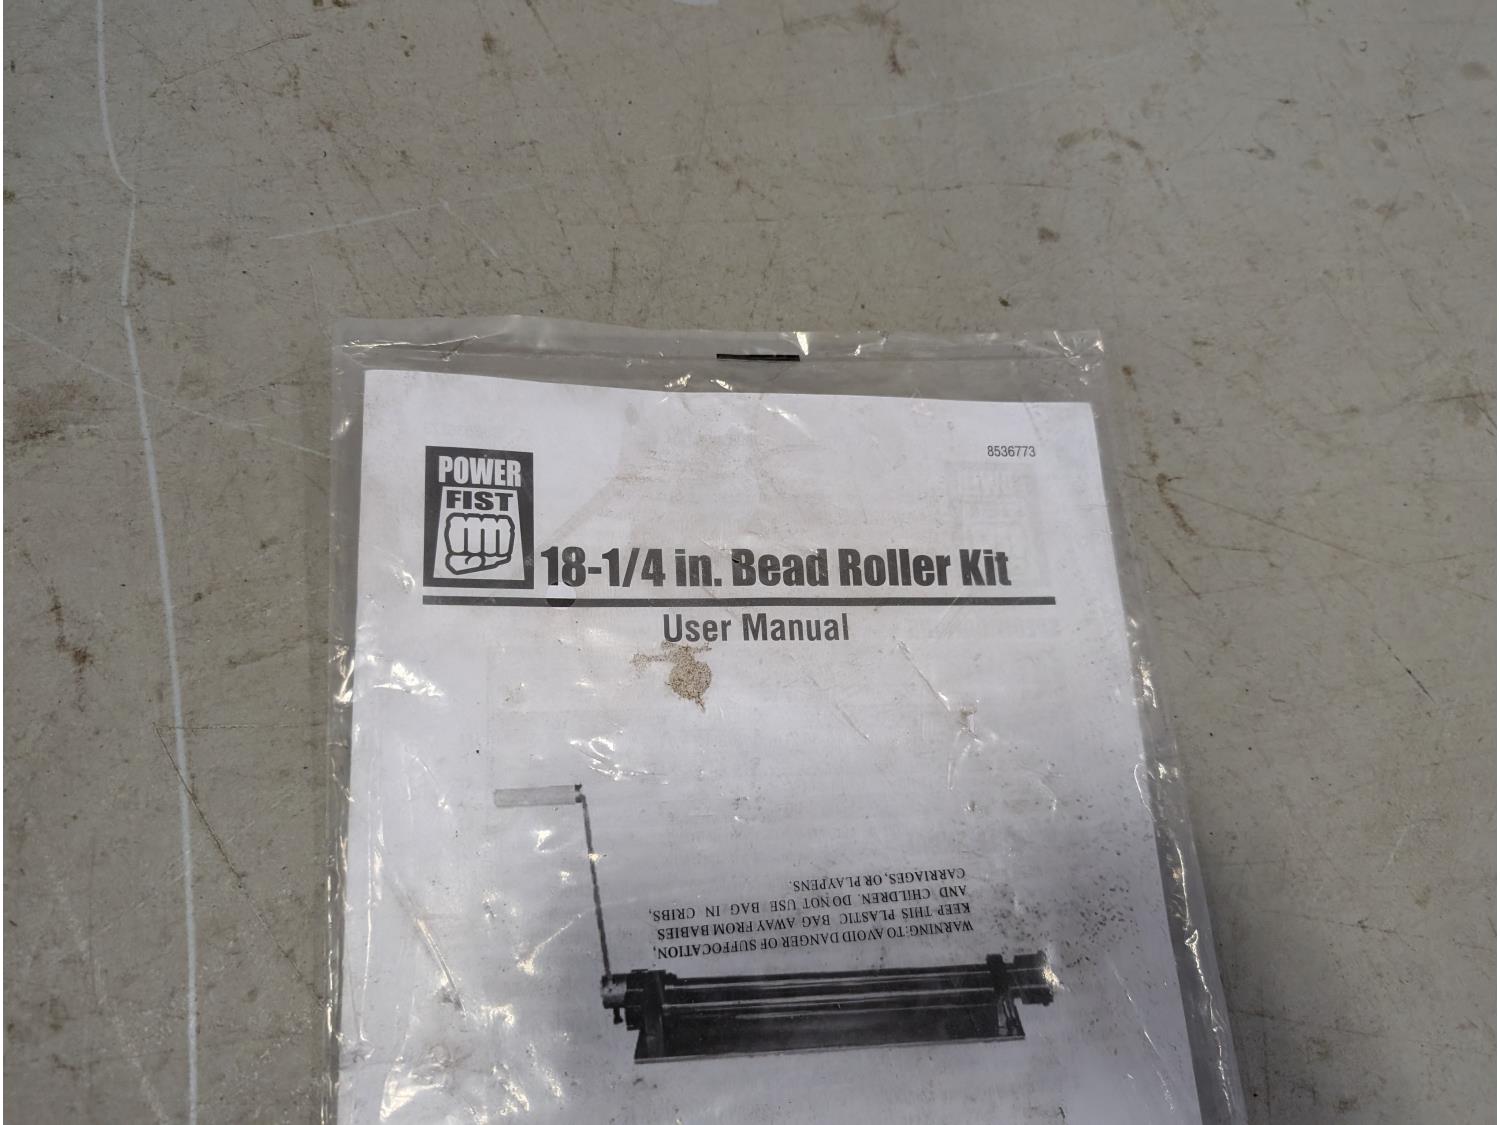 POWER
FIST
8536773
18-1/4 in. Bead Roller Kit
User Manual
WARNING: TO AVOID DANGER OF SUFFOCATION,
KEEP THIS PLASTIC BAG AWAY FROM BABIES
AND CHILDREN. DO NOT USE BAG IN CRIBS,
CARRIAGES, OR PLAYPENS.